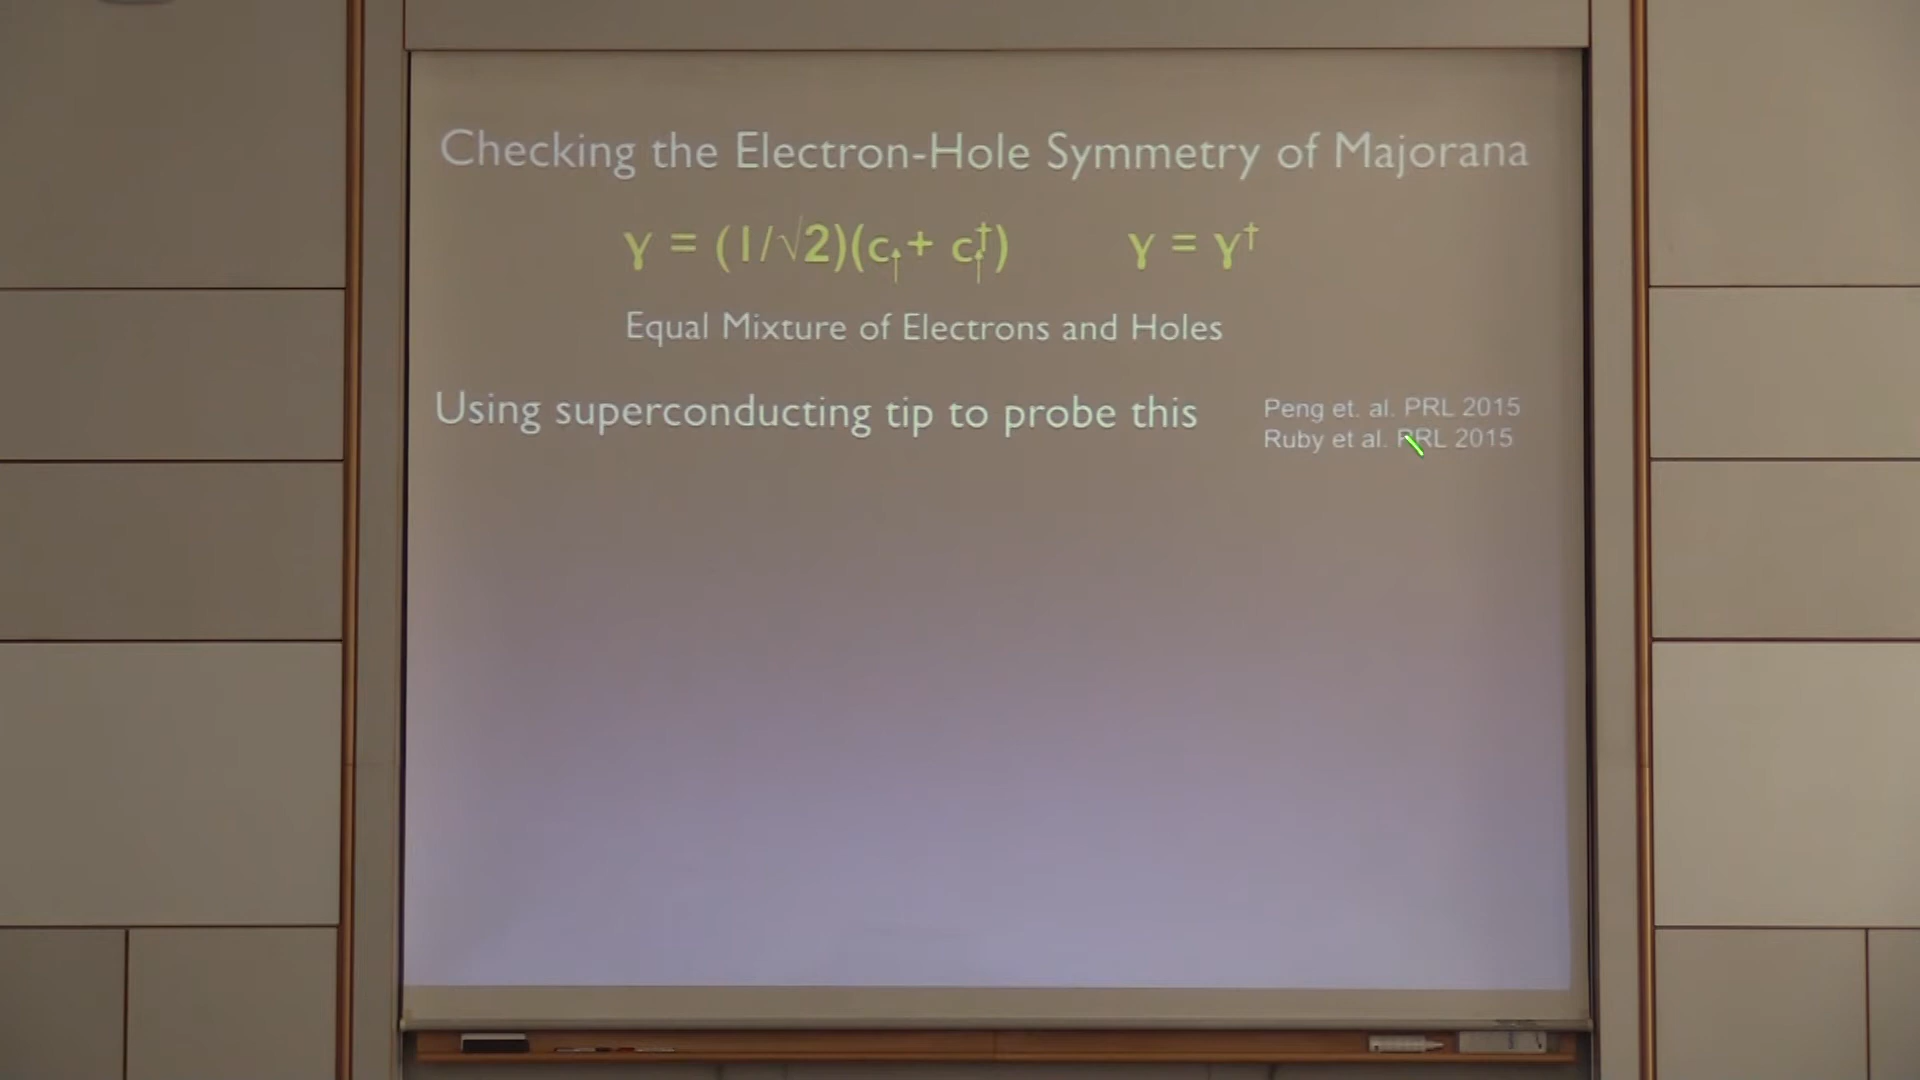 Checking the Electron-Hole Symmetry of Majorana
γ = (1/√2)(c↑ + c↑†) γ = γ†
Equal Mixture of Electrons and Holes
Using superconducting tip to probe this
Peng et. al. PRL 2015
Ruby et al. PRL 2015